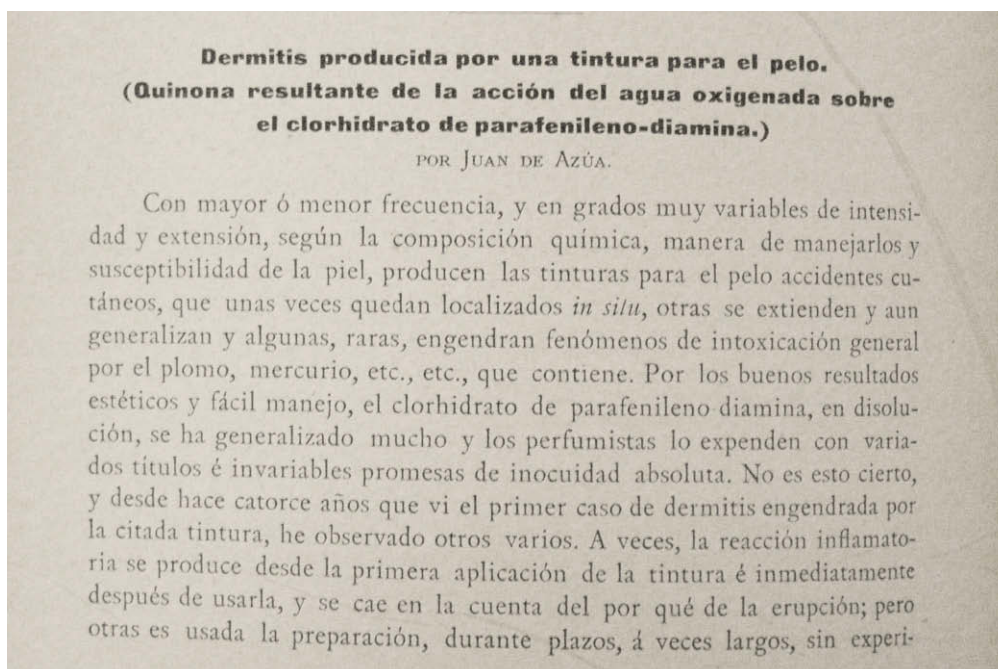 Dermitis producida por una tintura para el pelo.
(Quinona resultante de la acción del agua oxigenada sobre
el clorhidrato de parafenileno-diamina.)
POR JUAN DE AZÚA.
Con mayor ó menor frecuencia, y en grados muy variables de intensi-
dad y extensión, según la composición química, manera de manejarlos y
susceptibilidad de la piel, producen las tinturas para el pelo accidentes cu-
táneos, que unas veces quedan localizados in situ, otras se extienden y aun
generalizan y algunas, raras, engendran fenómenos de intoxicación general
por el plomo, mercurio, etc., etc., que contiene. Por los buenos resultados
estéticos y fácil manejo, el clorhidrato de parafenileno diamina, en disolu-
ción, se ha generalizado mucho y los perfumistas lo expenden con varia-
dos títulos é invariables promesas de inocuidad absoluta. No es esto cierto,
y desde hace catorce años que vi el primer caso de dermitis engendrada por
la citada tintura, he observado otros varios. A veces, la reacción inflamato-
ria se produce desde la primera aplicación de la tintura é inmediatamente
después de usarla, y se cae en la cuenta del por qué de la erupción; pero
otras es usada la preparación, durante plazos, á veces largos, sin experi-